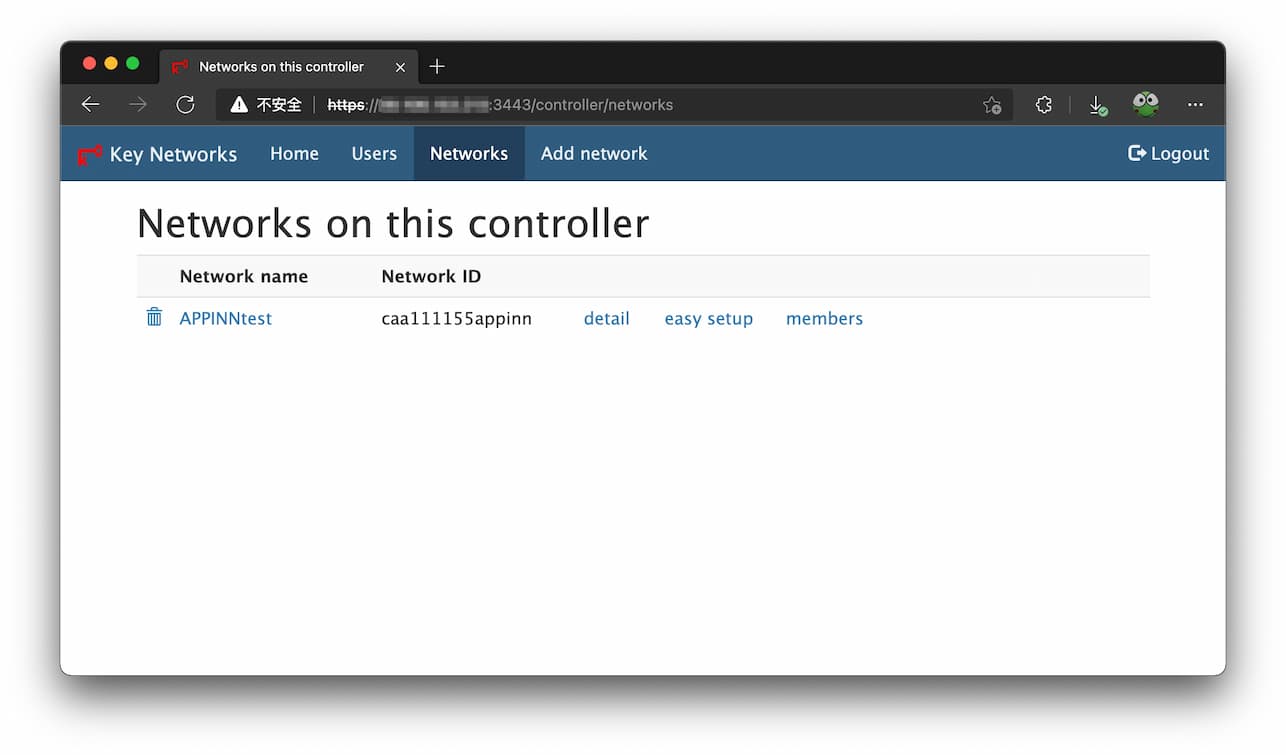 Networks on this controller
不安全 https:// :3443/controller/networks
Key Networks Home Users Networks Add network Logout
Networks on this controller
Network name Network ID
APPINNtest caa111155appinn detail easy setup members